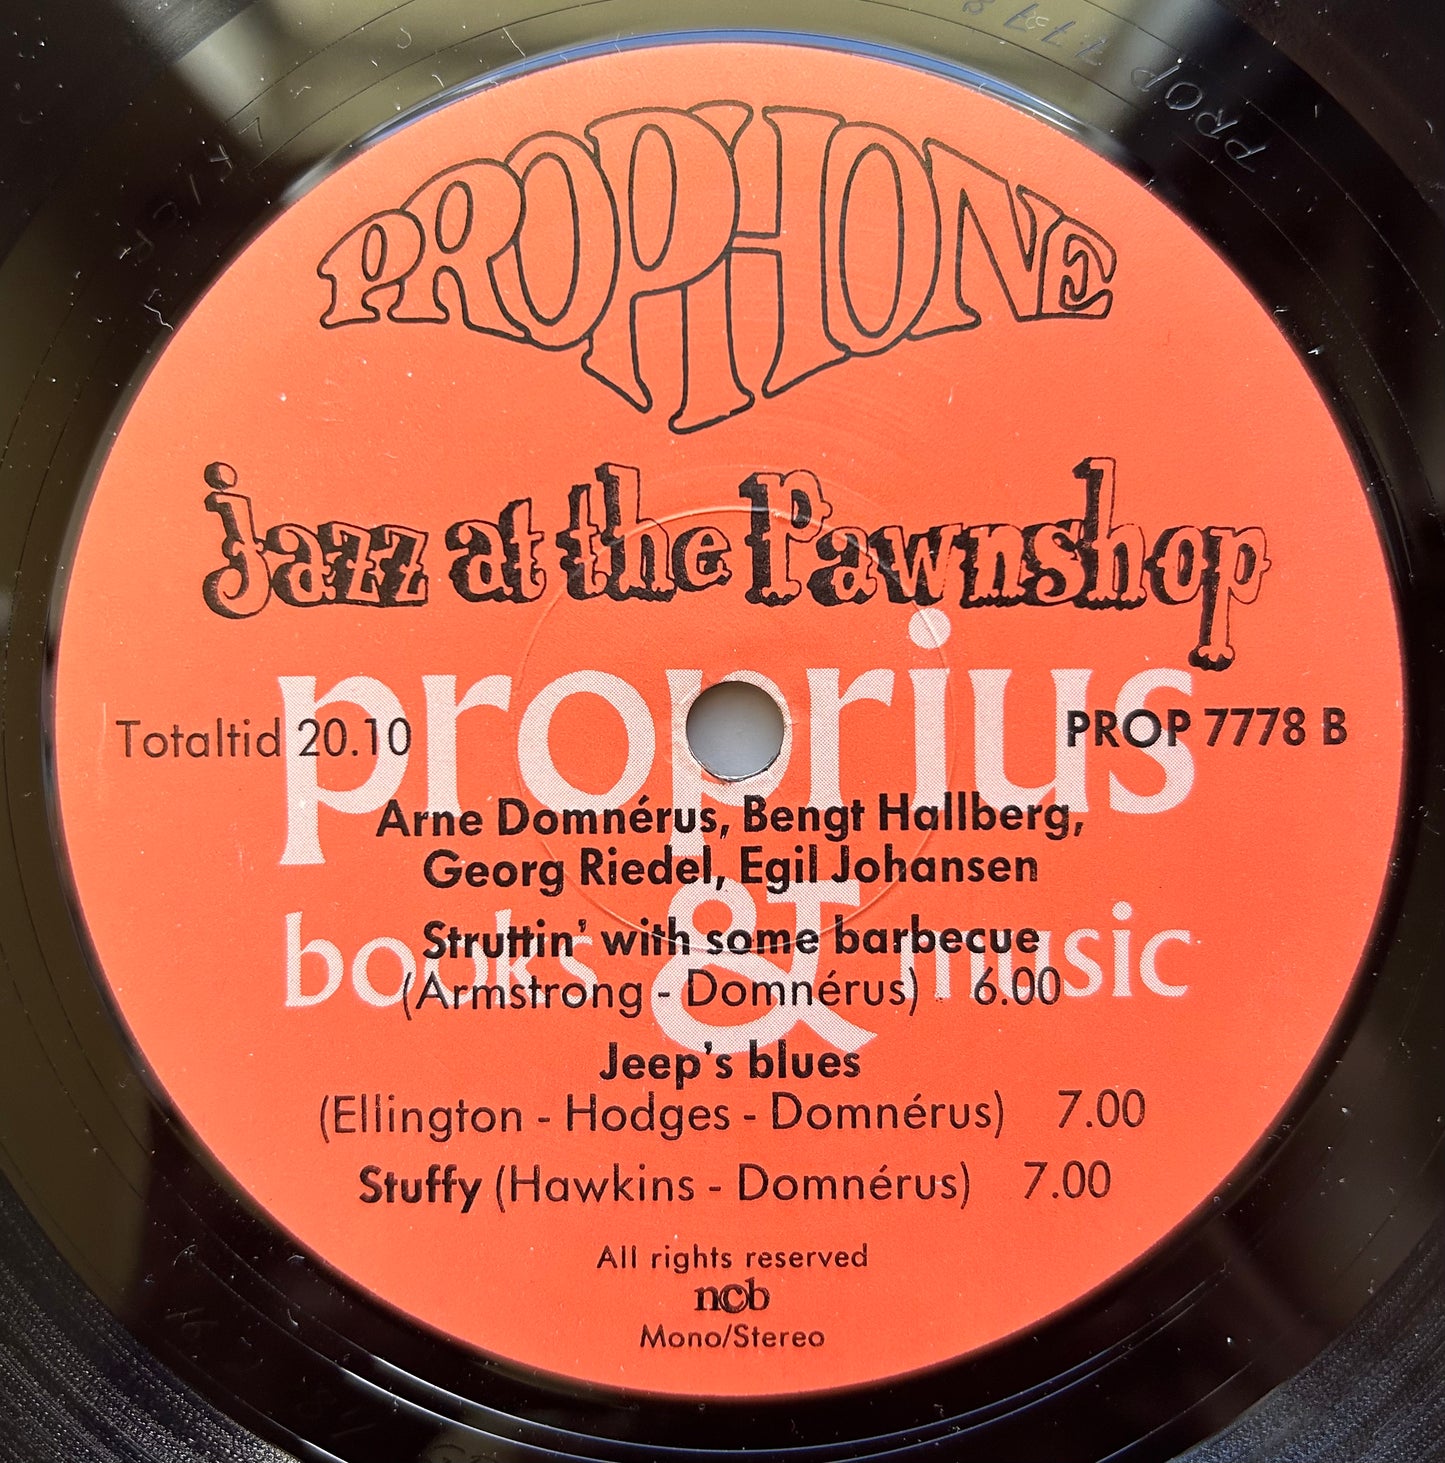 PROP 7778
PROPHONE
jazz at the Pawnshop
proprius
Totaltid 20.10
PROP 7778 B
Arne Domnérus, Bengt Hallberg,
Georg Riedel, Egil Johansen
books & music
Struttin' with some barbecue
(Armstrong - Domnérus) 6.00
Jeep's blues
(Ellington - Hodges - Domnérus) 7.00
Stuffy (Hawkins - Domnérus) 7.00
All rights reserved
ncb
Mono/Stereo